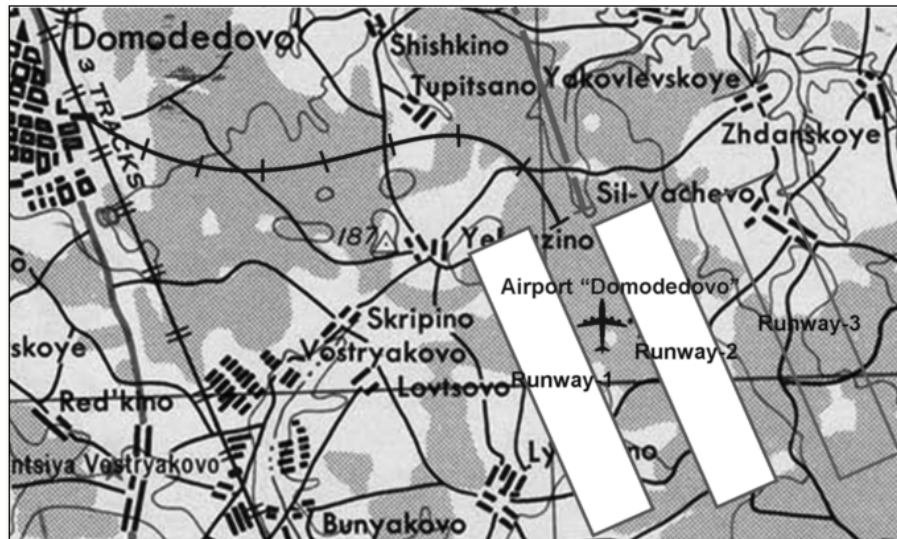 Domodedovo
3 TRACKS
Shishkino
Tupitsano
Yakovlevskoye
Zhdanskoye
Sil-Vachevo
187
Airport “Domodedovo”
Skripino
Vostryakovo
Lovtsovo
Runway-1
Runway-2
Runway-3
skoye
Red'kino
ntsiya Vostryakovo
Bunyakovo